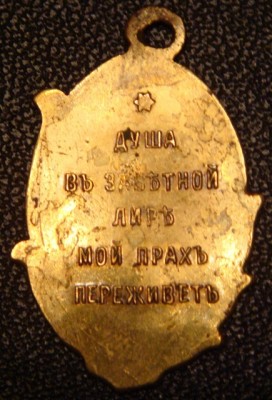 ДУША
ВЪ ЗАВѢТНОЙ
ЛИРѢ
МОЙ ПРАХЪ
ПЕРЕЖИВЕТЪ